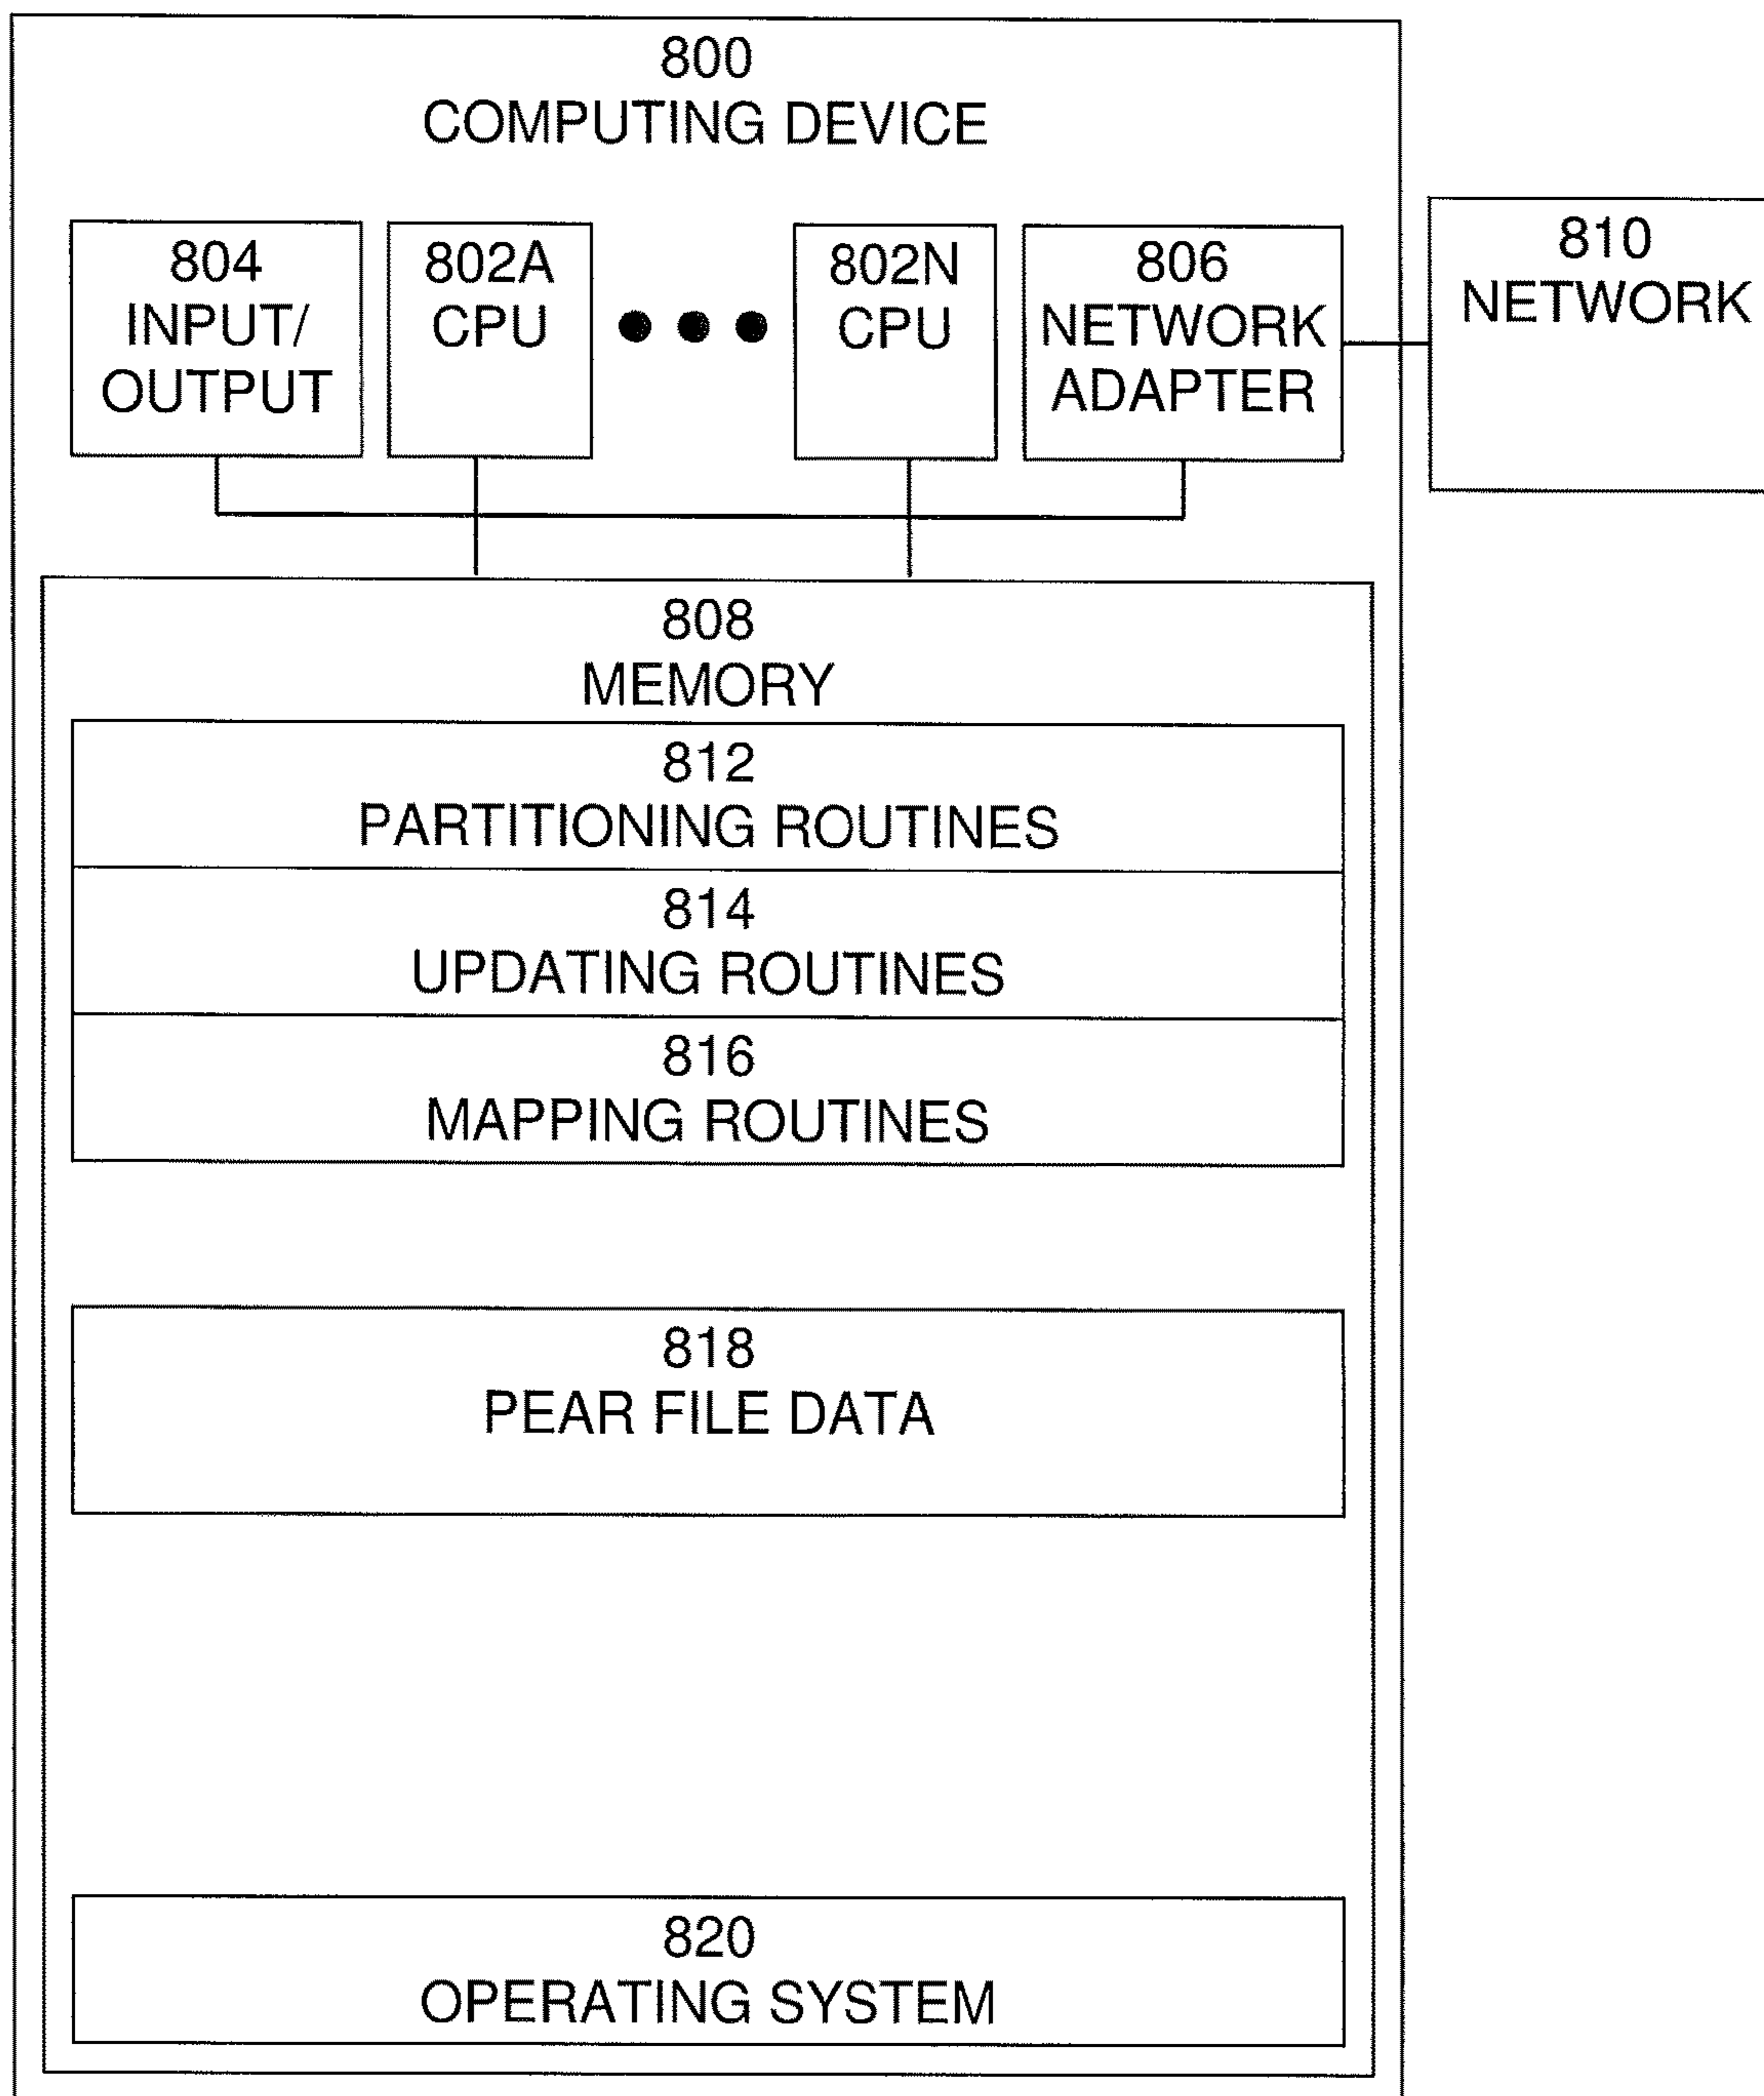 800
COMPUTING DEVICE
804
INPUT/
OUTPUT
802A
CPU
802N
CPU
806
NETWORK
ADAPTER
810
NETWORK
808
MEMORY
812
PARTITIONING ROUTINES
814
UPDATING ROUTINES
816
MAPPING ROUTINES
818
PEAR FILE DATA
820
OPERATING SYSTEM